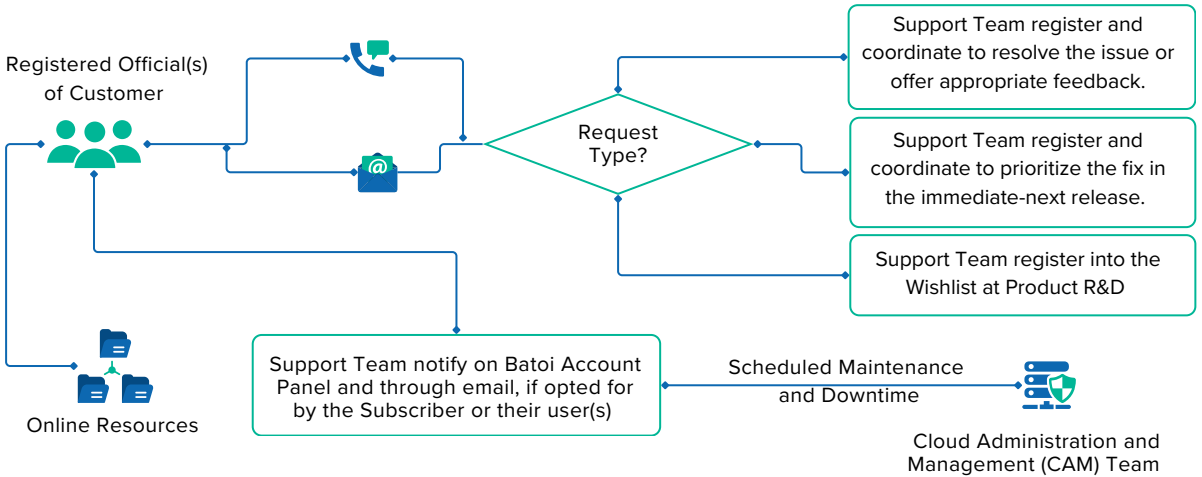 Registered Official(s)
of Customer
@
Request
Type?
Support Team register and
coordinate to resolve the issue or
offer appropriate feedback.
Support Team register and
coordinate to prioritize the fix in
the immediate-next release.
Support Team register into the
Wishlist at Product R&D
Online Resources
Support Team notify on Batoi Account
Panel and through email, if opted for
by the Subscriber or their user(s)
Scheduled Maintenance
and Downtime
Cloud Administration and
Management (CAM) Team